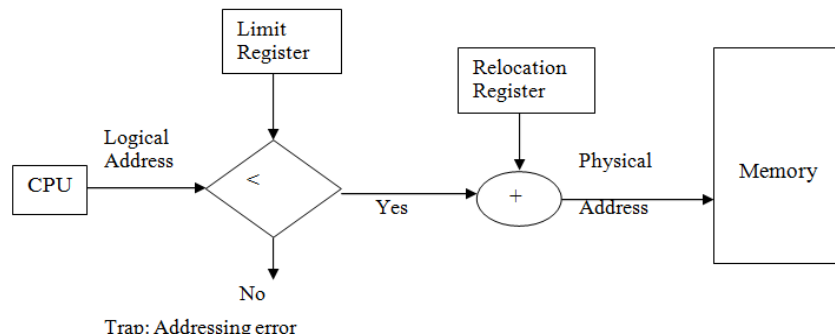 Limit
Register
Relocation
Register
Logical
Address
CPU
<
Yes
+
Physical
Address
Memory
No
Trap: Addressing error